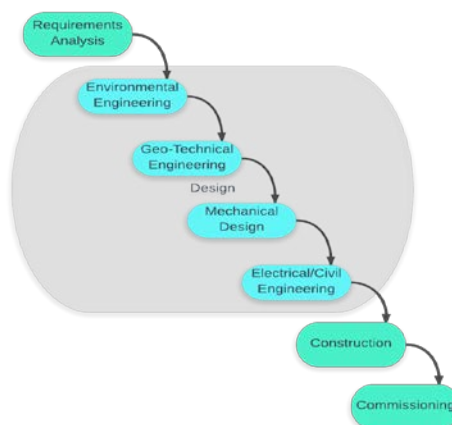 Requirements
Analysis
Environmental
Engineering
Geo-Technical
Engineering
Design
Mechanical
Design
Electrical/Civil
Engineering
Construction
Commissioning